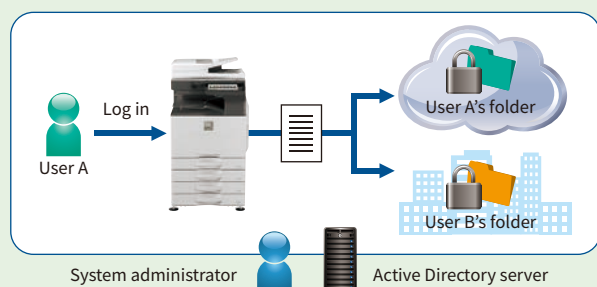 Log in
User A
User A's folder
User B's folder
System administrator
Active Directory server